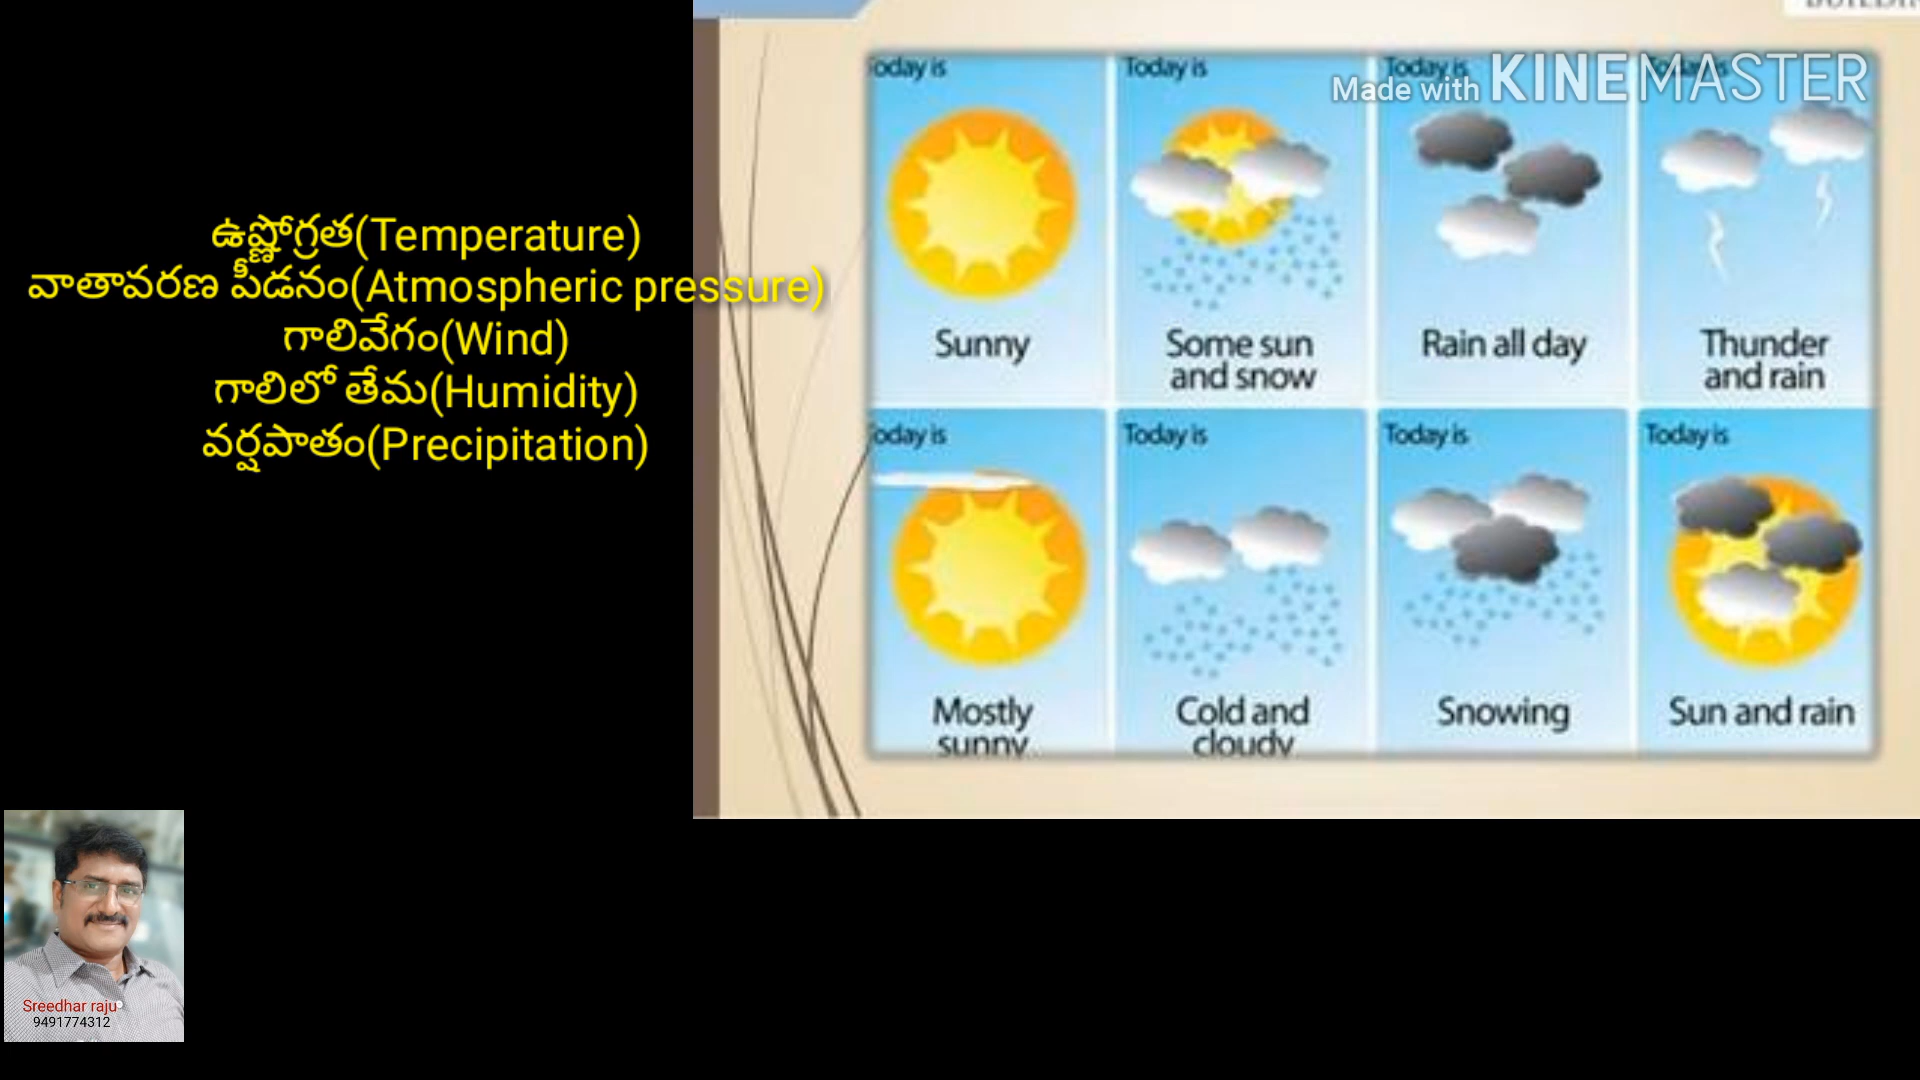 ఉష్ణోగ్రత(Temperature)
వాతావరణ పీడనం(Atmospheric pressure)
గాలివేగం(Wind)
గాలిలో తేమ(Humidity)
వర్షపాతం(Precipitation)
Made with KINEMASTER
oday is
Today is
Today is
Sunny
Some sun
and snow
Rain all day
Thunder
and rain
oday is
Today is
Today is
Today is
Mostly
sunny
Cold and
cloudy
Snowing
Sun and rain
Sreedhar raju
9491774312